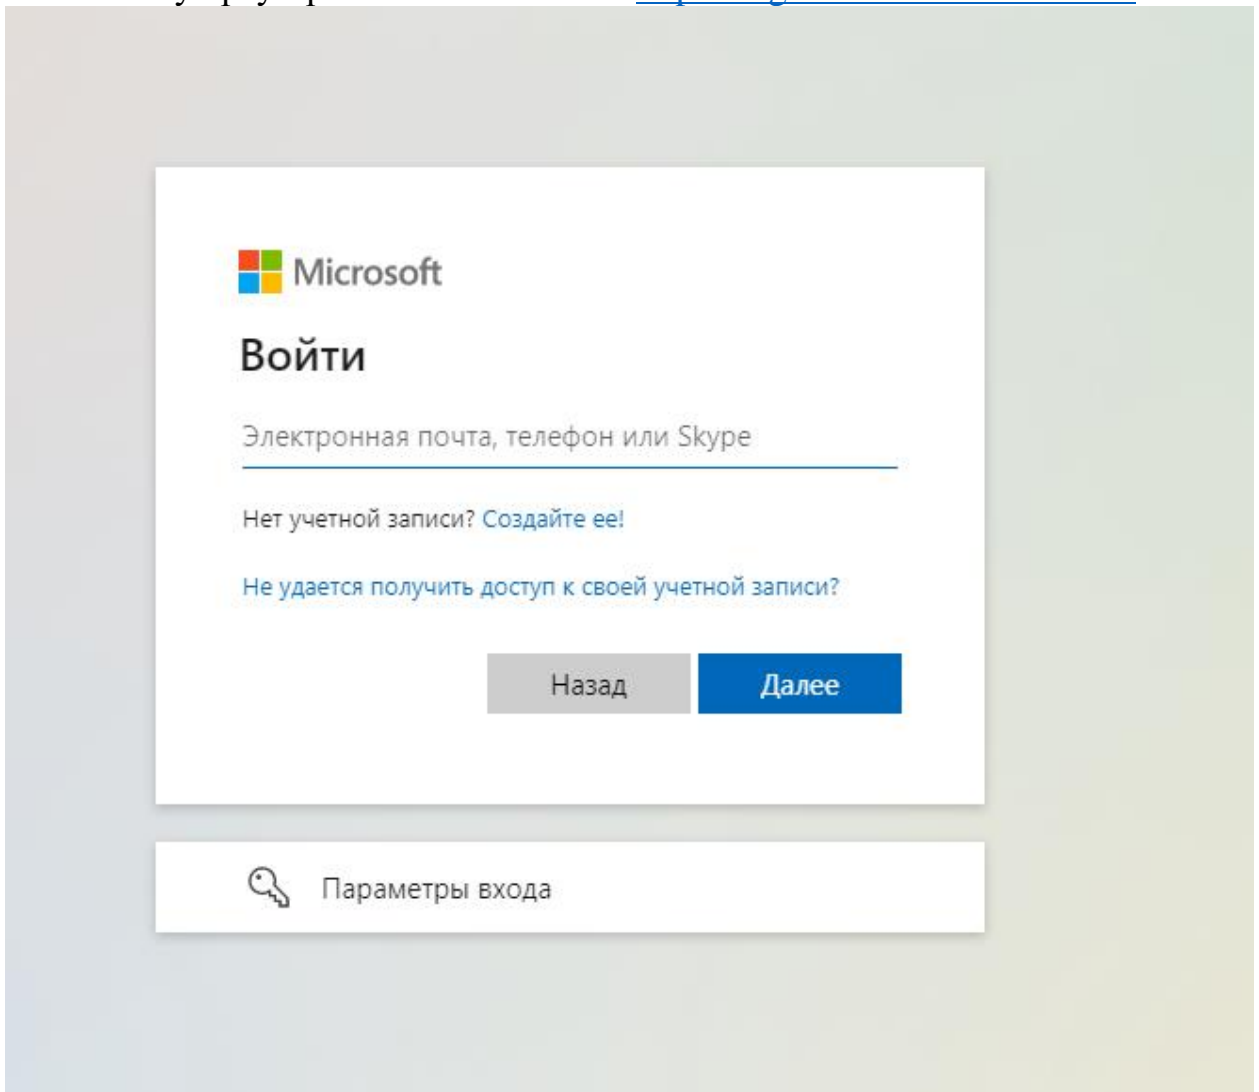 Microsoft
Войти
Электронная почта, телефон или Skype
Нет учетной записи? Создайте ее!
Не удается получить доступ к своей учетной записи?
Назад Далее
Параметры входа